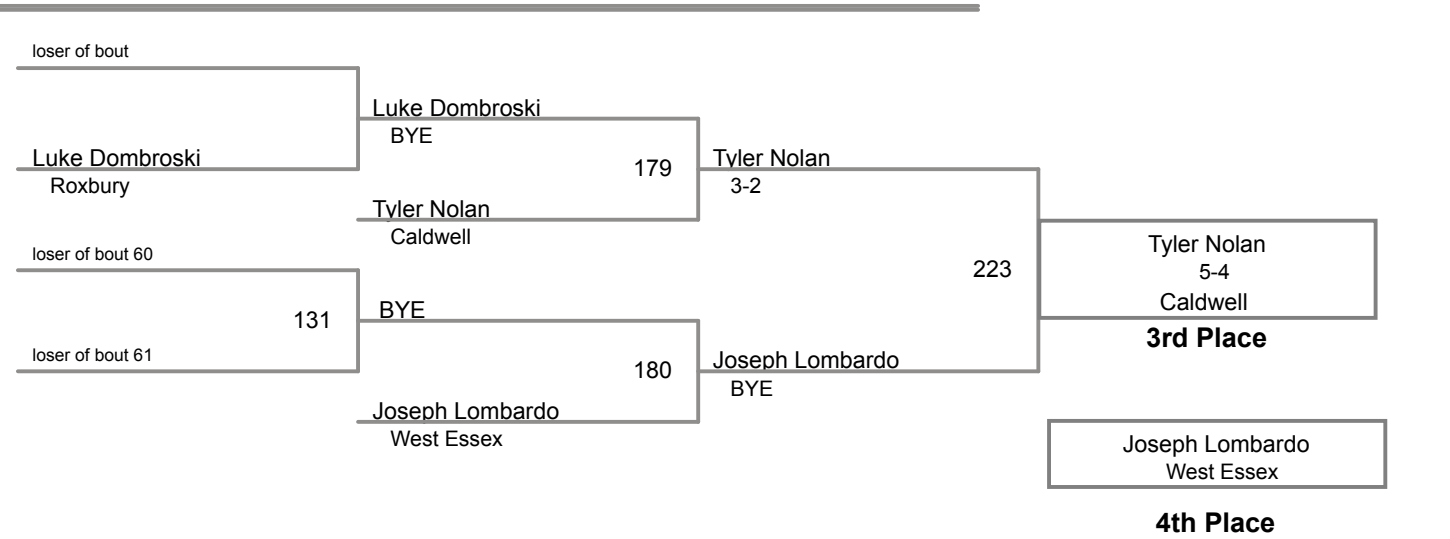 loser of bout
Luke Dombroski
BYE
Luke Dombroski
Roxbury
179
Tyler Nolan
3-2
Tyler Nolan
Caldwell
loser of bout 60
223
Tyler Nolan
5-4
Caldwell
3rd Place
131
BYE
loser of bout 61
180
Joseph Lombardo
BYE
Joseph Lombardo
West Essex
Joseph Lombardo
West Essex
4th Place